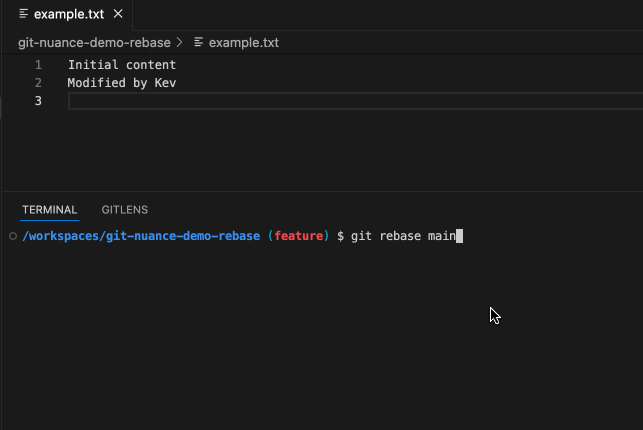 example.txt
git-nuance-demo-rebase > example.txt
1 Initial content
2 Modified by Kev
3
TERMINAL GITLENS
/workspaces/git-nuance-demo-rebase (feature) $ git rebase main